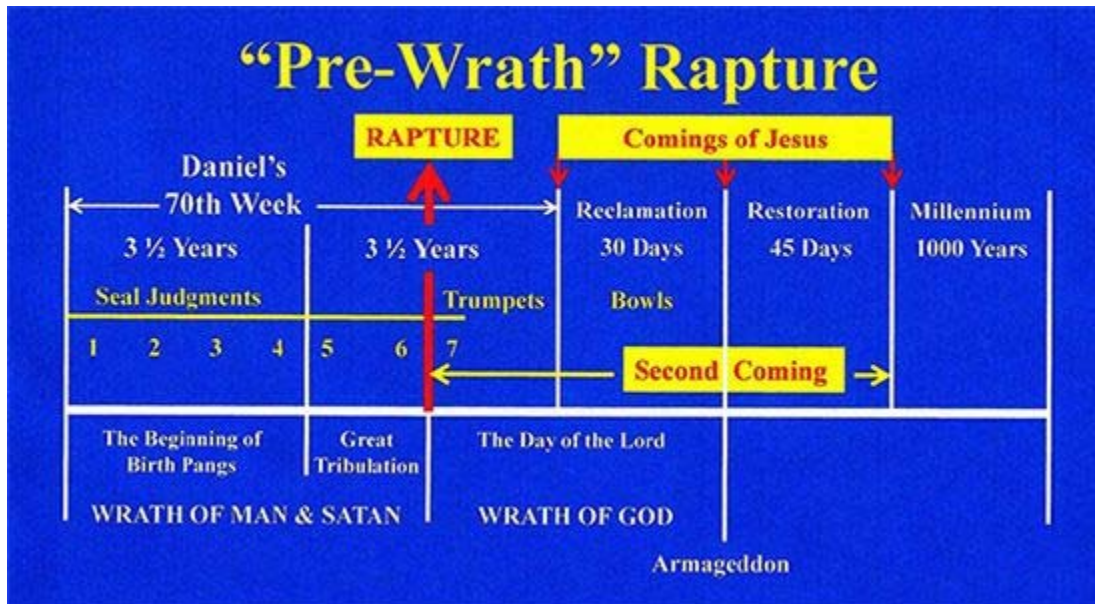 “Pre-Wrath” Rapture
RAPTURE
Comings of Jesus
Daniel’s
70th Week
Reclamation
Restoration
Millennium
3 ½ Years
3 ½ Years
30 Days
45 Days
1000 Years
Seal Judgments
Trumpets
Bowls
1 2 3 4 5 6 7
Second Coming
The Beginning of
Birth Pangs
Great
Tribulation
The Day of the Lord
WRATH OF MAN & SATAN
WRATH OF GOD
Armageddon